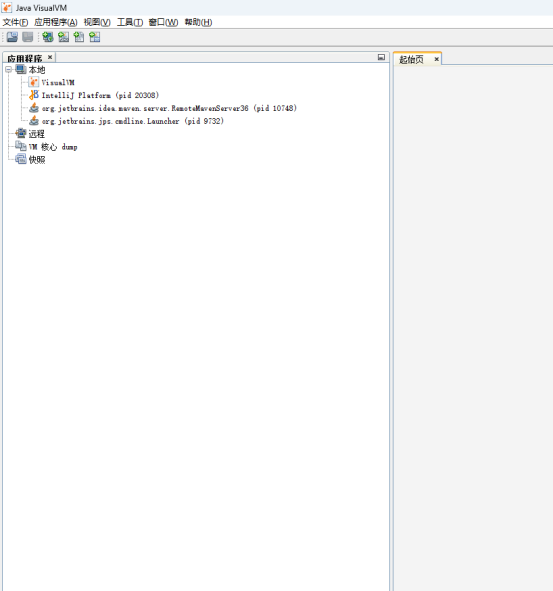 Java VisualVM
文件(F) 应用程序(A) 视图(V) 工具(T) 窗口(W) 帮助(H)
应用程序 ×
起始页 ×
本地
VisualVM
IntelliJ Platform (pid 20308)
org.jetbrains.idea.maven.server.RemoteMavenServer36 (pid 10748)
org.jetbrains.jps.cmdline.Launcher (pid 9732)
远程
VM 核心 dump
快照